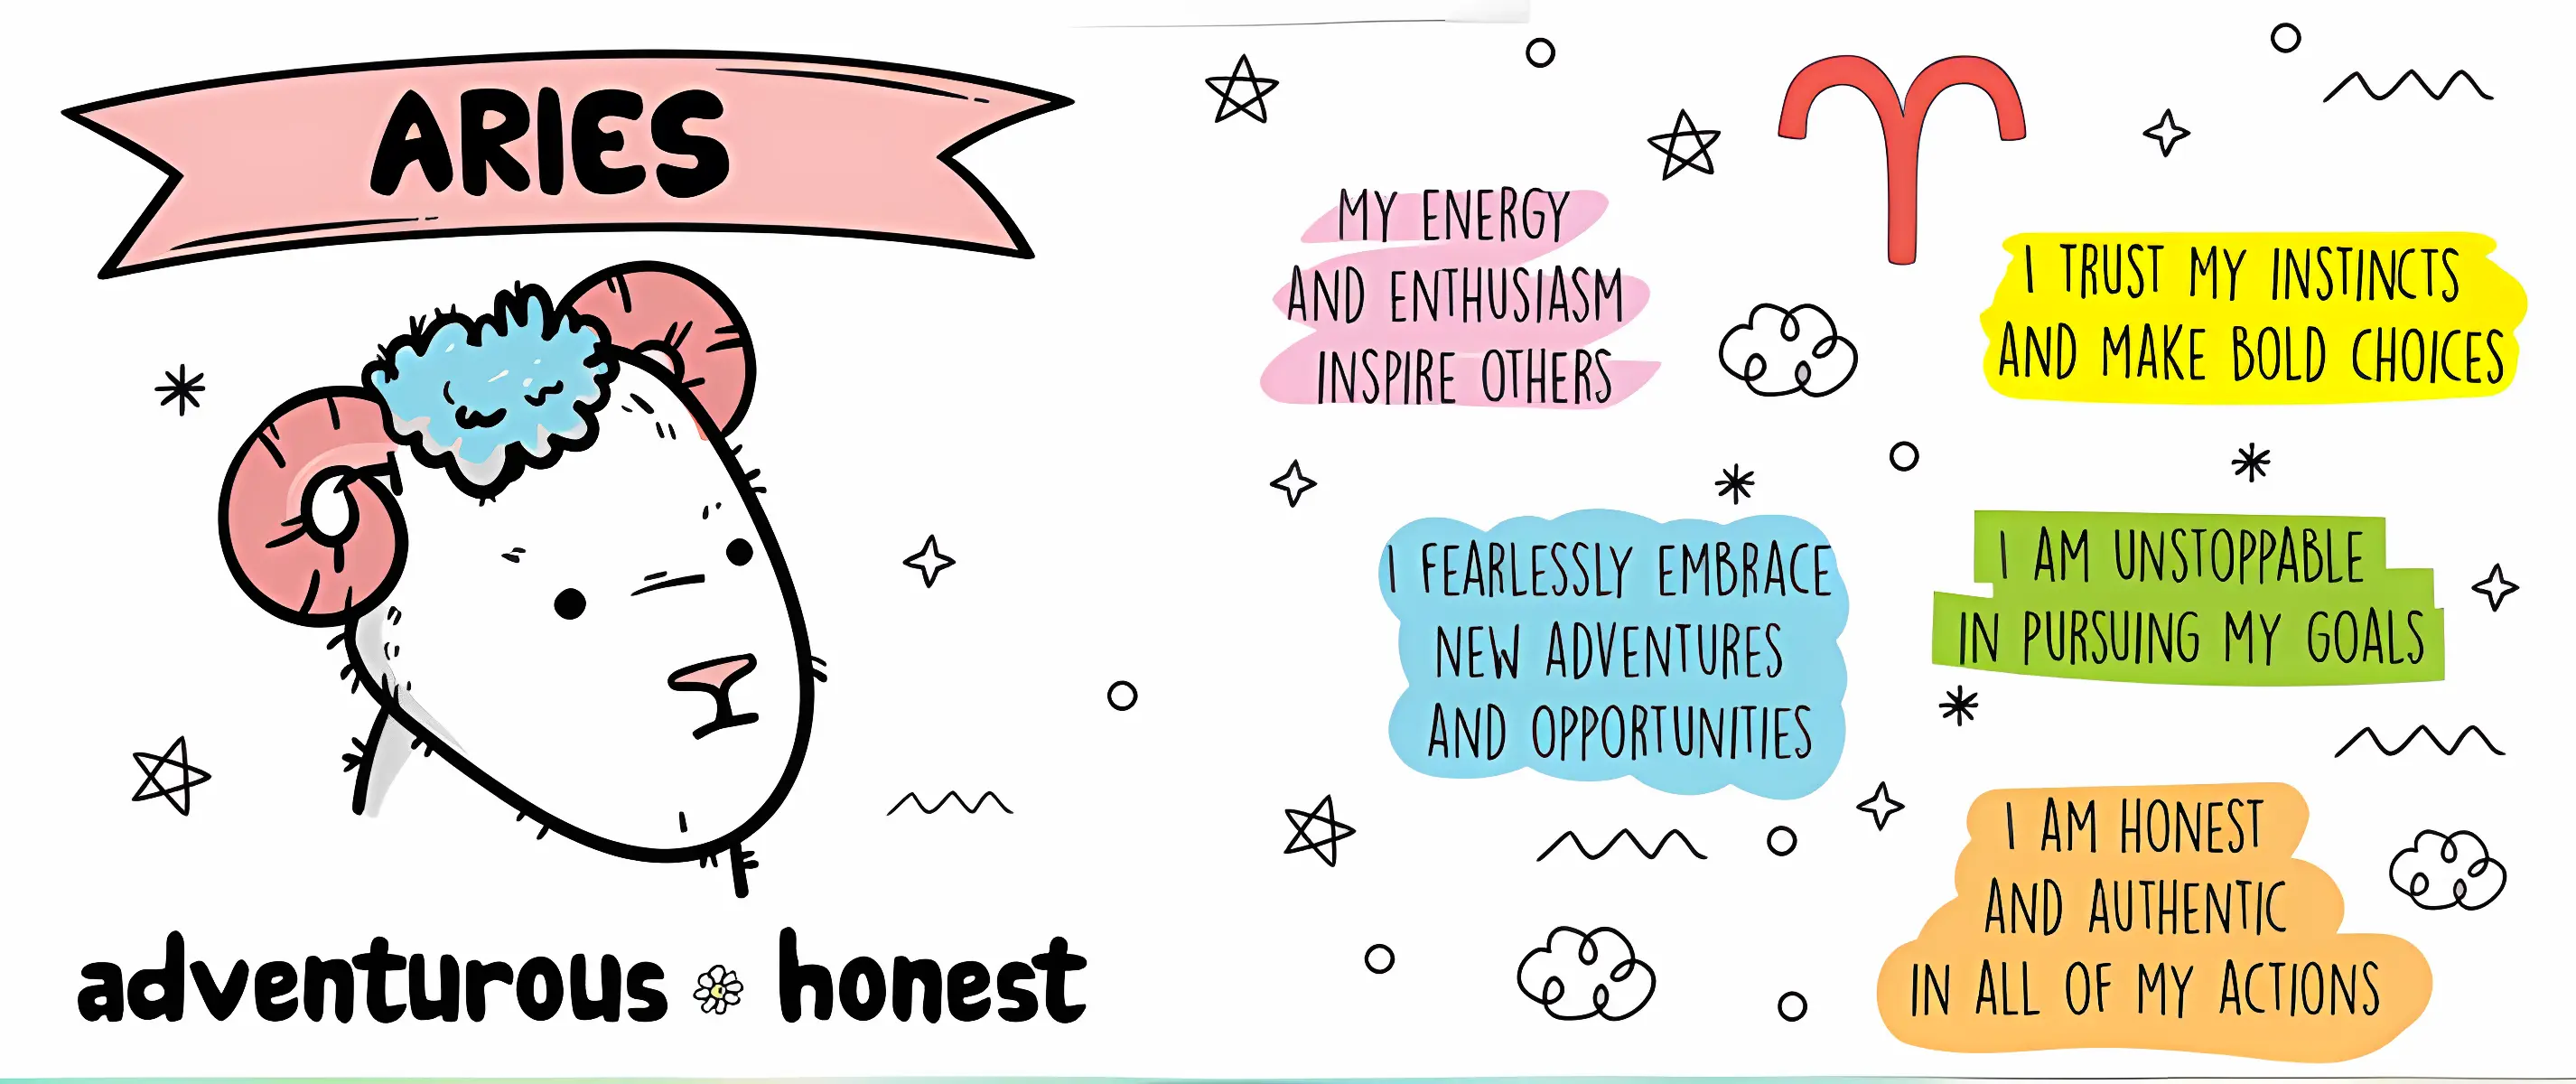 ARIES
adventurous honest
MY ENERGY
AND ENTHUSIASM
INSPIRE OTHERS
I TRUST MY INSTINCTS
AND MAKE BOLD CHOICES
I FEARLESSLY EMBRACE
NEW ADVENTURES
AND OPPORTUNITIES
I AM UNSTOPPABLE
IN PURSUING MY GOALS
I AM HONEST
AND AUTHENTIC
IN ALL OF MY ACTIONS